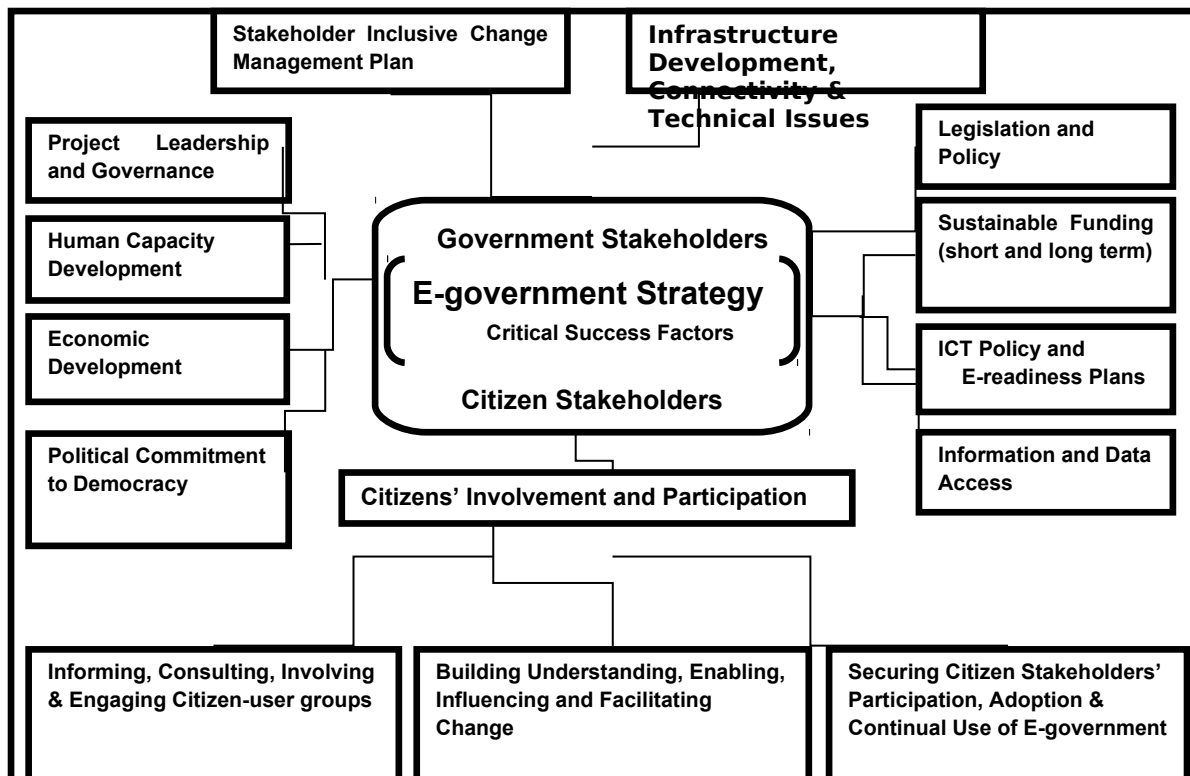 Stakeholder Inclusive Change
Management Plan
Infrastructure
Development,
Connectivity &
Technical Issues
Project Leadership
and Governance
Legislation and
Policy
Human Capacity
Development
Sustainable Funding
(short and long term)
Government Stakeholders
E-government Strategy
Critical Success Factors
Citizen Stakeholders
Economic
Development
ICT Policy and
E-readiness Plans
Political Commitment
to Democracy
Information and Data
Access
Citizens’ Involvement and Participation
Informing, Consulting, Involving
& Engaging Citizen-user groups
Building Understanding, Enabling,
Influencing and Facilitating
Change
Securing Citizen Stakeholders’
Participation, Adoption &
Continual Use of E-government